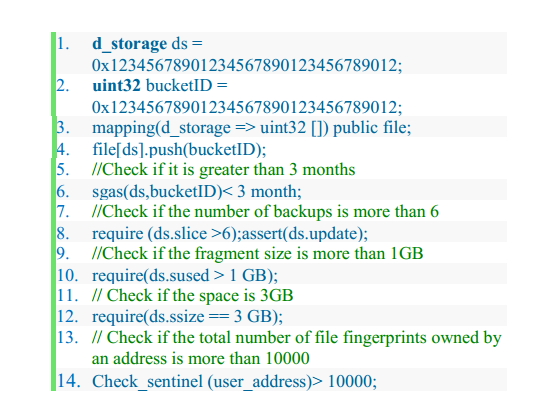 1. d_storage ds =
0x12345678901234567890123456789012;
2. uint32 bucketID =
0x12345678901234567890123456789012;
3. mapping(d_storage => uint32 []) public file;
4. file[ds].push(bucketID);
5. //Check if it is greater than 3 months
6. sgas(ds,bucketID)< 3 month;
7. //Check if the number of backups is more than 6
8. require (ds.slice >6);assert(ds.update);
9. //Check if the fragment size is more than 1GB
10. require(ds.sused > 1 GB);
11. // Check if the space is 3GB
12. require(ds.ssize == 3 GB);
13. // Check if the total number of file fingerprints owned by
an address is more than 10000
14. Check_sentinel (user_address)> 10000;